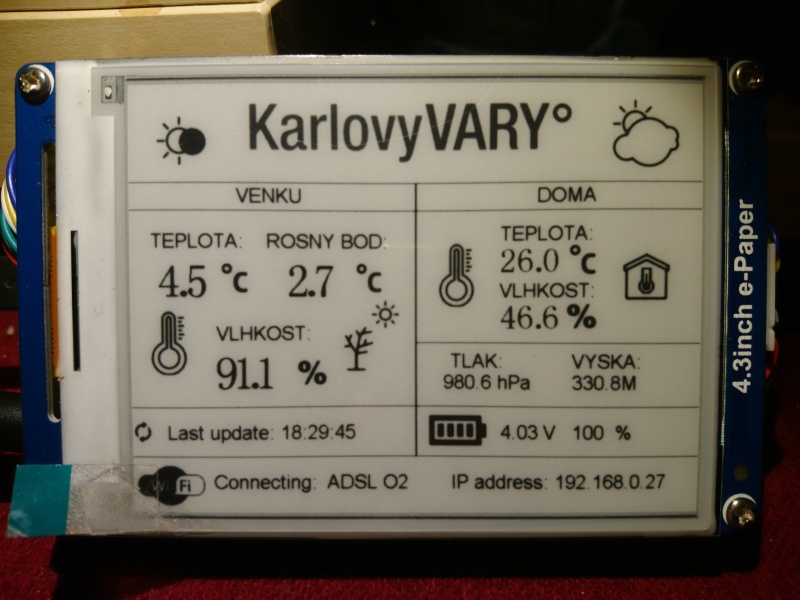 KarlovyVARY°
VENKU
TEPLOTA: ROSNY BOD:
4.5 °C 2.7 °C
VLHKOST:
91.1 %
DOMA
TEPLOTA:
26.0 °C
VLHKOST:
46.6 %
TLAK: VYSKA:
980.6 hPa 330.8M
Last update: 18:29:45
4.03 V 100 %
Wi Fi Connecting: ADSL O2 IP address: 192.168.0.27
4.3inch e-Paper